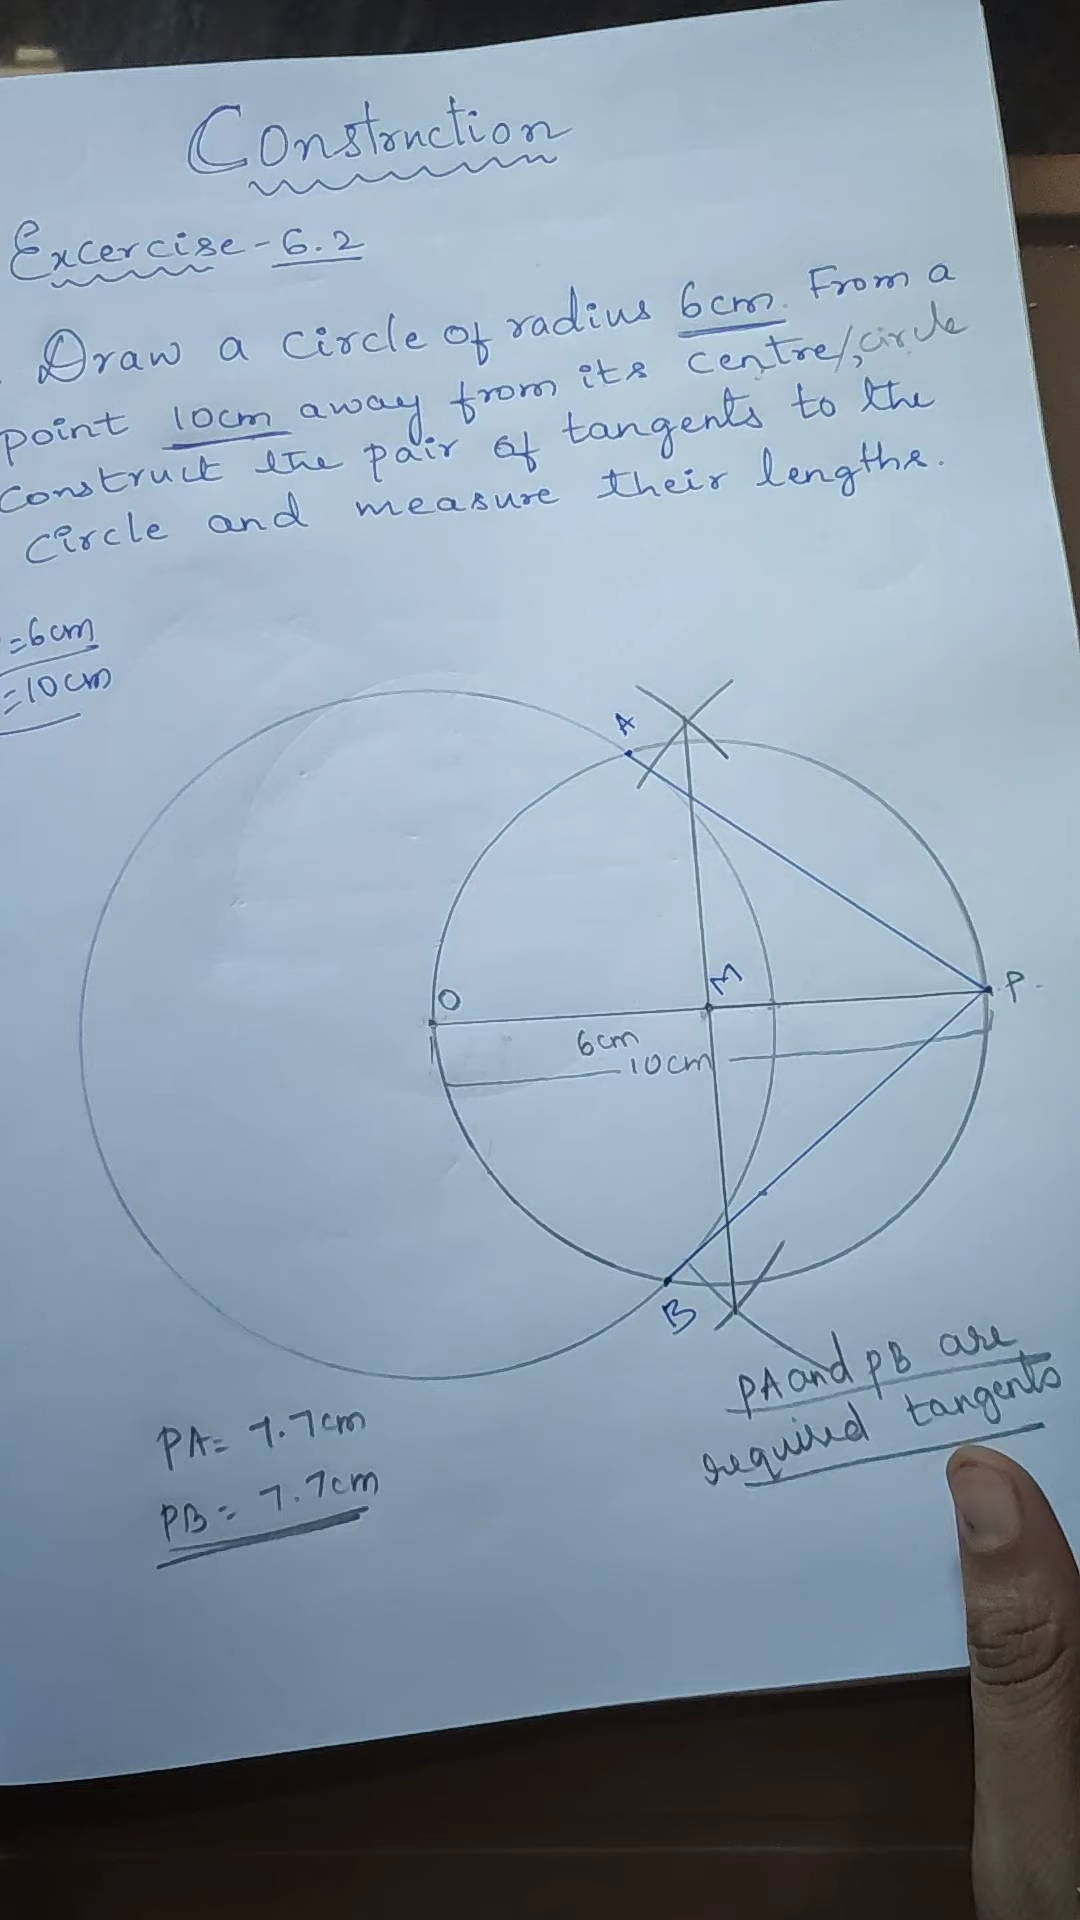 Construction
Excercise-6.2
Draw a circle of radius 6cm. From a
point 10cm away from its centre/,circle
construct the pair of tangents to the
circle and measure their lengths.
=6cm
=10cm
A
M
O
P.
6cm
10cm
B
PA and PB are
required tangents
PA= 7.7cm
PB= 7.7cm